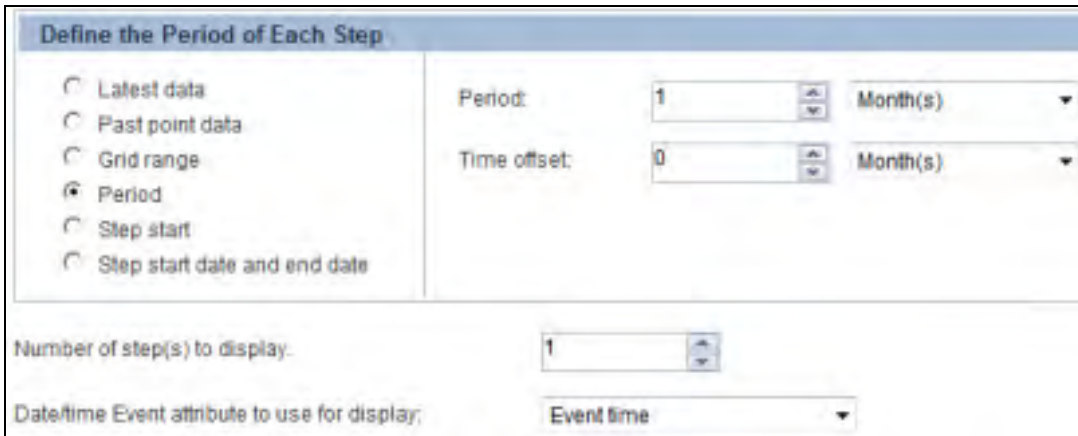 Define the Period of Each Step
Latest data
Past point data
Grid range
Period
Step start
Step start date and end date
Period: 1 Month(s)
Time offset: 0 Month(s)
Number of step(s) to display: 1
Date/time Event attribute to use for display: Event time